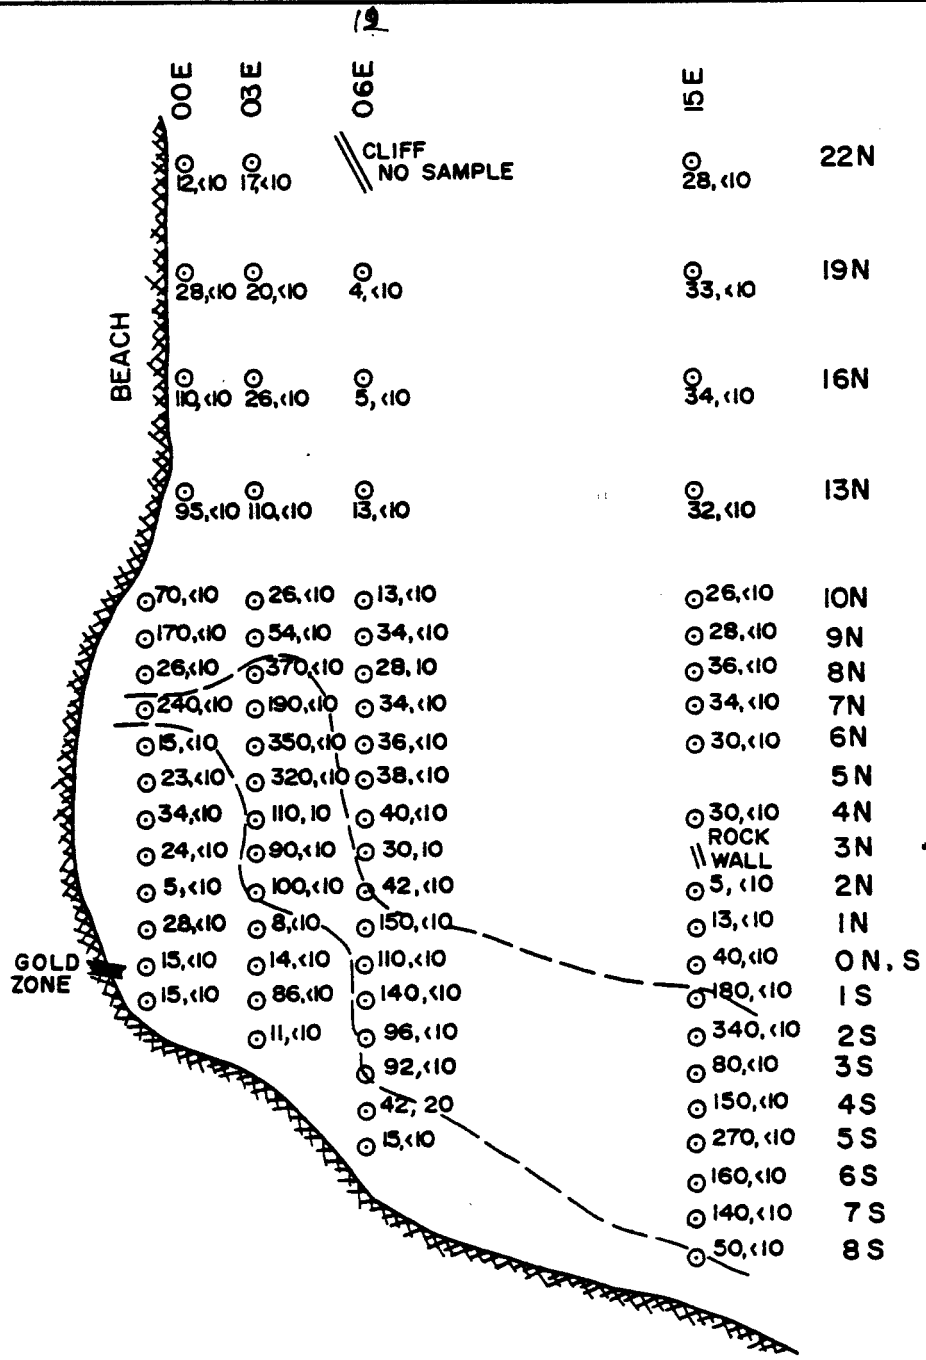 19
00E 03E 06E 15E
CLIFF
NO SAMPLE
12,<10 17,<10 28,<10 22N
28,<10 20,<10 4,<10 33,<10 19N
BEACH
110,<10 26,<10 5,<10 34,<10 16N
95,<10 110,<10 13,<10 32,<10 13N
70,<10 26,<10 13,<10 26,<10 10N
170,<10 54,<10 34,<10 28,<10 9N
26,<10 370,<10 28,10 36,<10 8N
240,<10 190,<10 34,<10 34,<10 7N
15,<10 350,<10 36,<10 30,<10 6N
23,<10 320,<10 38,<10 5N
34,<10 110,10 40,<10 30,<10 4N
ROCK
WALL
24,<10 90,<10 30,10 3N
5,<10 100,<10 42,<10 5,<10 2N
28,<10 8,<10 150,<10 13,<10 1N
GOLD
ZONE
15,<10 14,<10 110,<10 40,<10 0 N, S
15,<10 86,<10 140,<10 180,<10 1S
11,<10 96,<10 340,<10 2S
92,<10 80,<10 3S
42, 20 150,<10 4S
15,<10 270,<10 5S
160,<10 6S
140,<10 7S
50,<10 8S